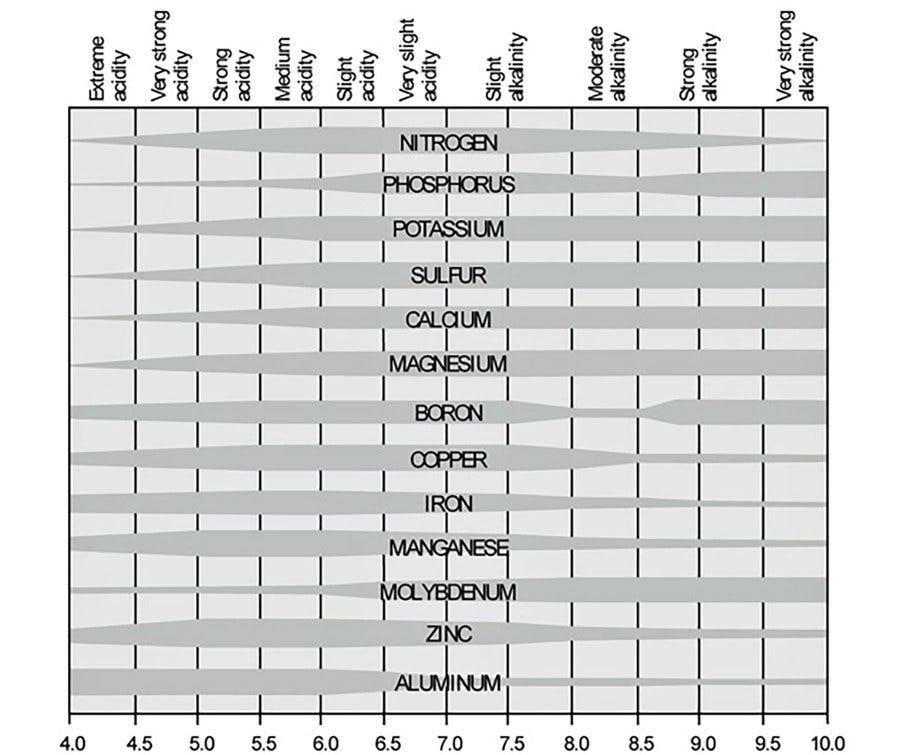 Extreme
acidity
Very strong
acidity
Strong
acidity
Medium
acidity
Slight
acidity
Very slight
acidity
Slight
alkalinity
Moderate
alkalinity
Strong
alkalinity
Very strong
alkalinity
NITROGEN
PHOSPHORUS
POTASSIUM
SULFUR
CALCIUM
MAGNESIUM
BORON
COPPER
IRON
MANGANESE
MOLYBDENUM
ZINC
ALUMINUM
4.0 4.5 5.0 5.5 6.0 6.5 7.0 7.5 8.0 8.5 9.0 9.5 10.0